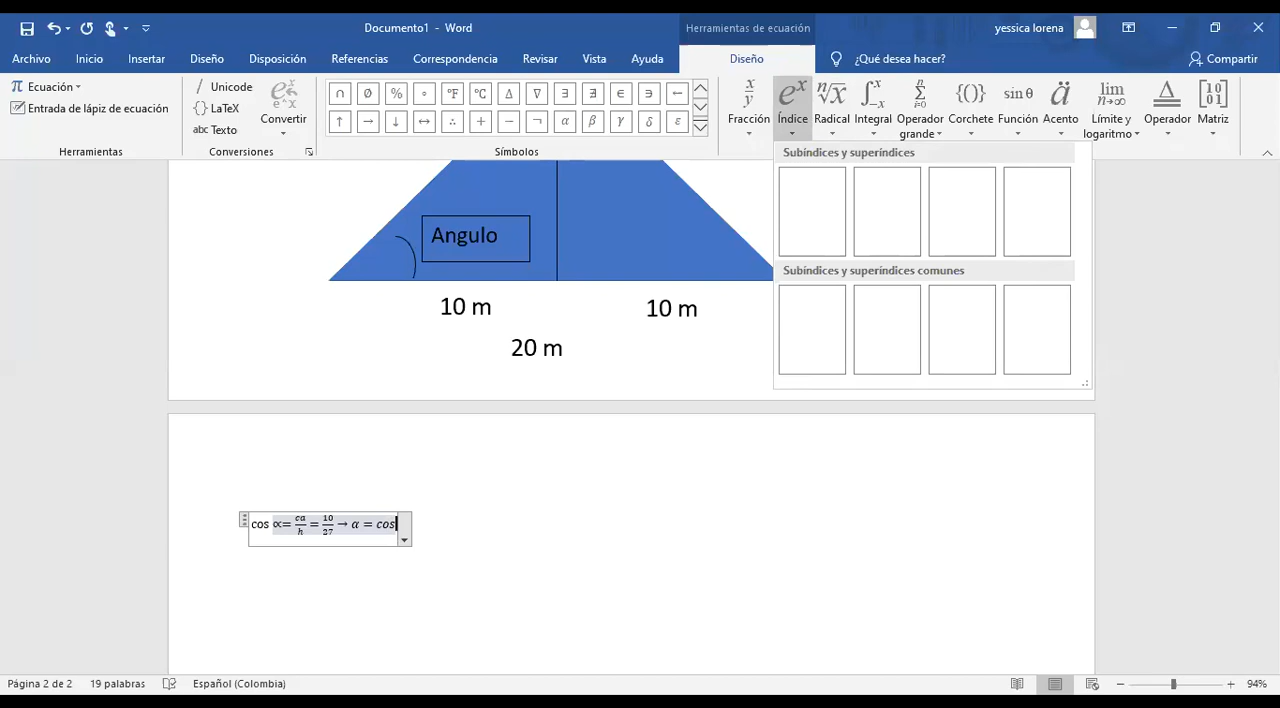 Documento1 - Word
Herramientas de ecuación
yessica lorena
Archivo Inicio Insertar Diseño Disposición Referencias Correspondencia Revisar Vista Ayuda Diseño ¿Qué desea hacer? Compartir
π Ecuación
Entrada de lápiz de ecuación
Herramientas
/ Unicode
{} LaTeX
abc Texto
Convertir
Conversiones
∩ ∅ % ∘ °F °C ∆ ∇ ∃ ∄ ∈ ∋ ←
↑ → ↓ ↔ ∴ + − ¬ α β γ δ ε
Símbolos
Fracción
Índice
Radical
Integral
Operador grande
Corchete
Función
Acento
Límite y logaritmo
Operador
Matriz
Subíndices y superíndices
Subíndices y superíndices comunes
Angulo
10 m 10 m
20 m
cos ∝= ca/h = 10/27 → α = cos
Página 2 de 2 19 palabras Español (Colombia) 94%